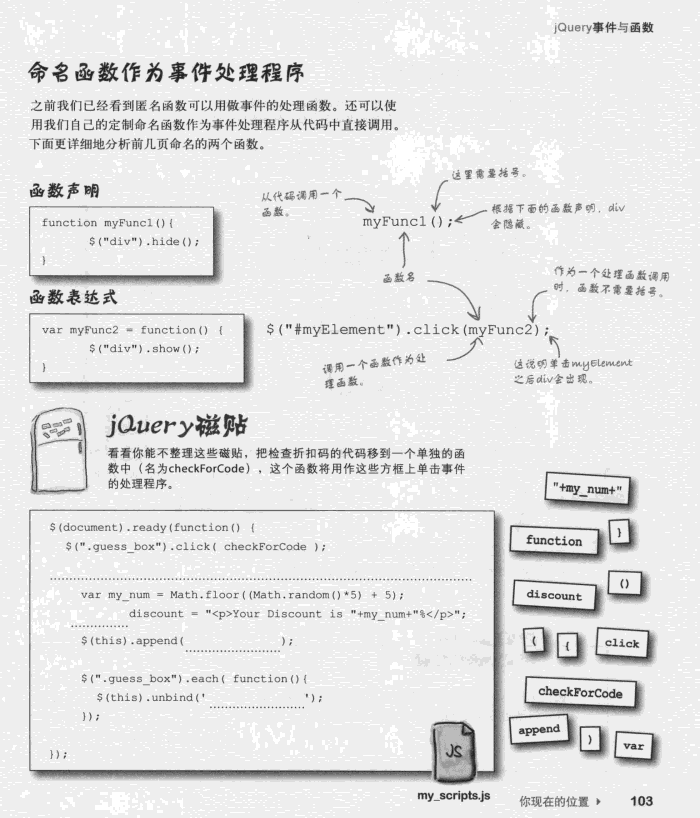 jQuery事件与函数
命名函数作为事件处理程序
之前我们已经看到匿名函数可以用做事件的处理函数。还可以使
用我们自己的定制命名函数作为事件处理程序从代码中直接调用。
下面更详细地分析前几页命名的两个函数。
函数声明
function myFunc1(){
$("div").hide();
}
从代码调用一个
函数。
这里需要括号。
myFunc1();
根据下面的函数声明，div
会隐藏。
函数名
函数表达式
var myFunc2 = function() {
$("div").show();
}
作为一个处理函数调用
时，函数不需要括号。
$("#myElement").click(myFunc2);
调用一个函数作为处
理函数。
这说明单击myElement
之后div会出现。
jQuery磁贴
看看你能不整理这些磁贴，把检查折扣码的代码移到一个单独的函
数中（名为checkForCode），这个函数将用作这些方框上单击事件
的处理程序。
$(document).ready(function() {
$(".guess_box").click( checkForCode );
var my_num = Math.floor((Math.random()*5) + 5);
discount = "<p>Your Discount is "+my_num+"%</p>";
$(this).append( );
$(".guess_box").each( function(){
$(this).unbind(' ');
});
});
"+my_num+"
function
}
discount
()
(
{
click
checkForCode
append
)
var
JS
my_scripts.js
你现在的位置
103